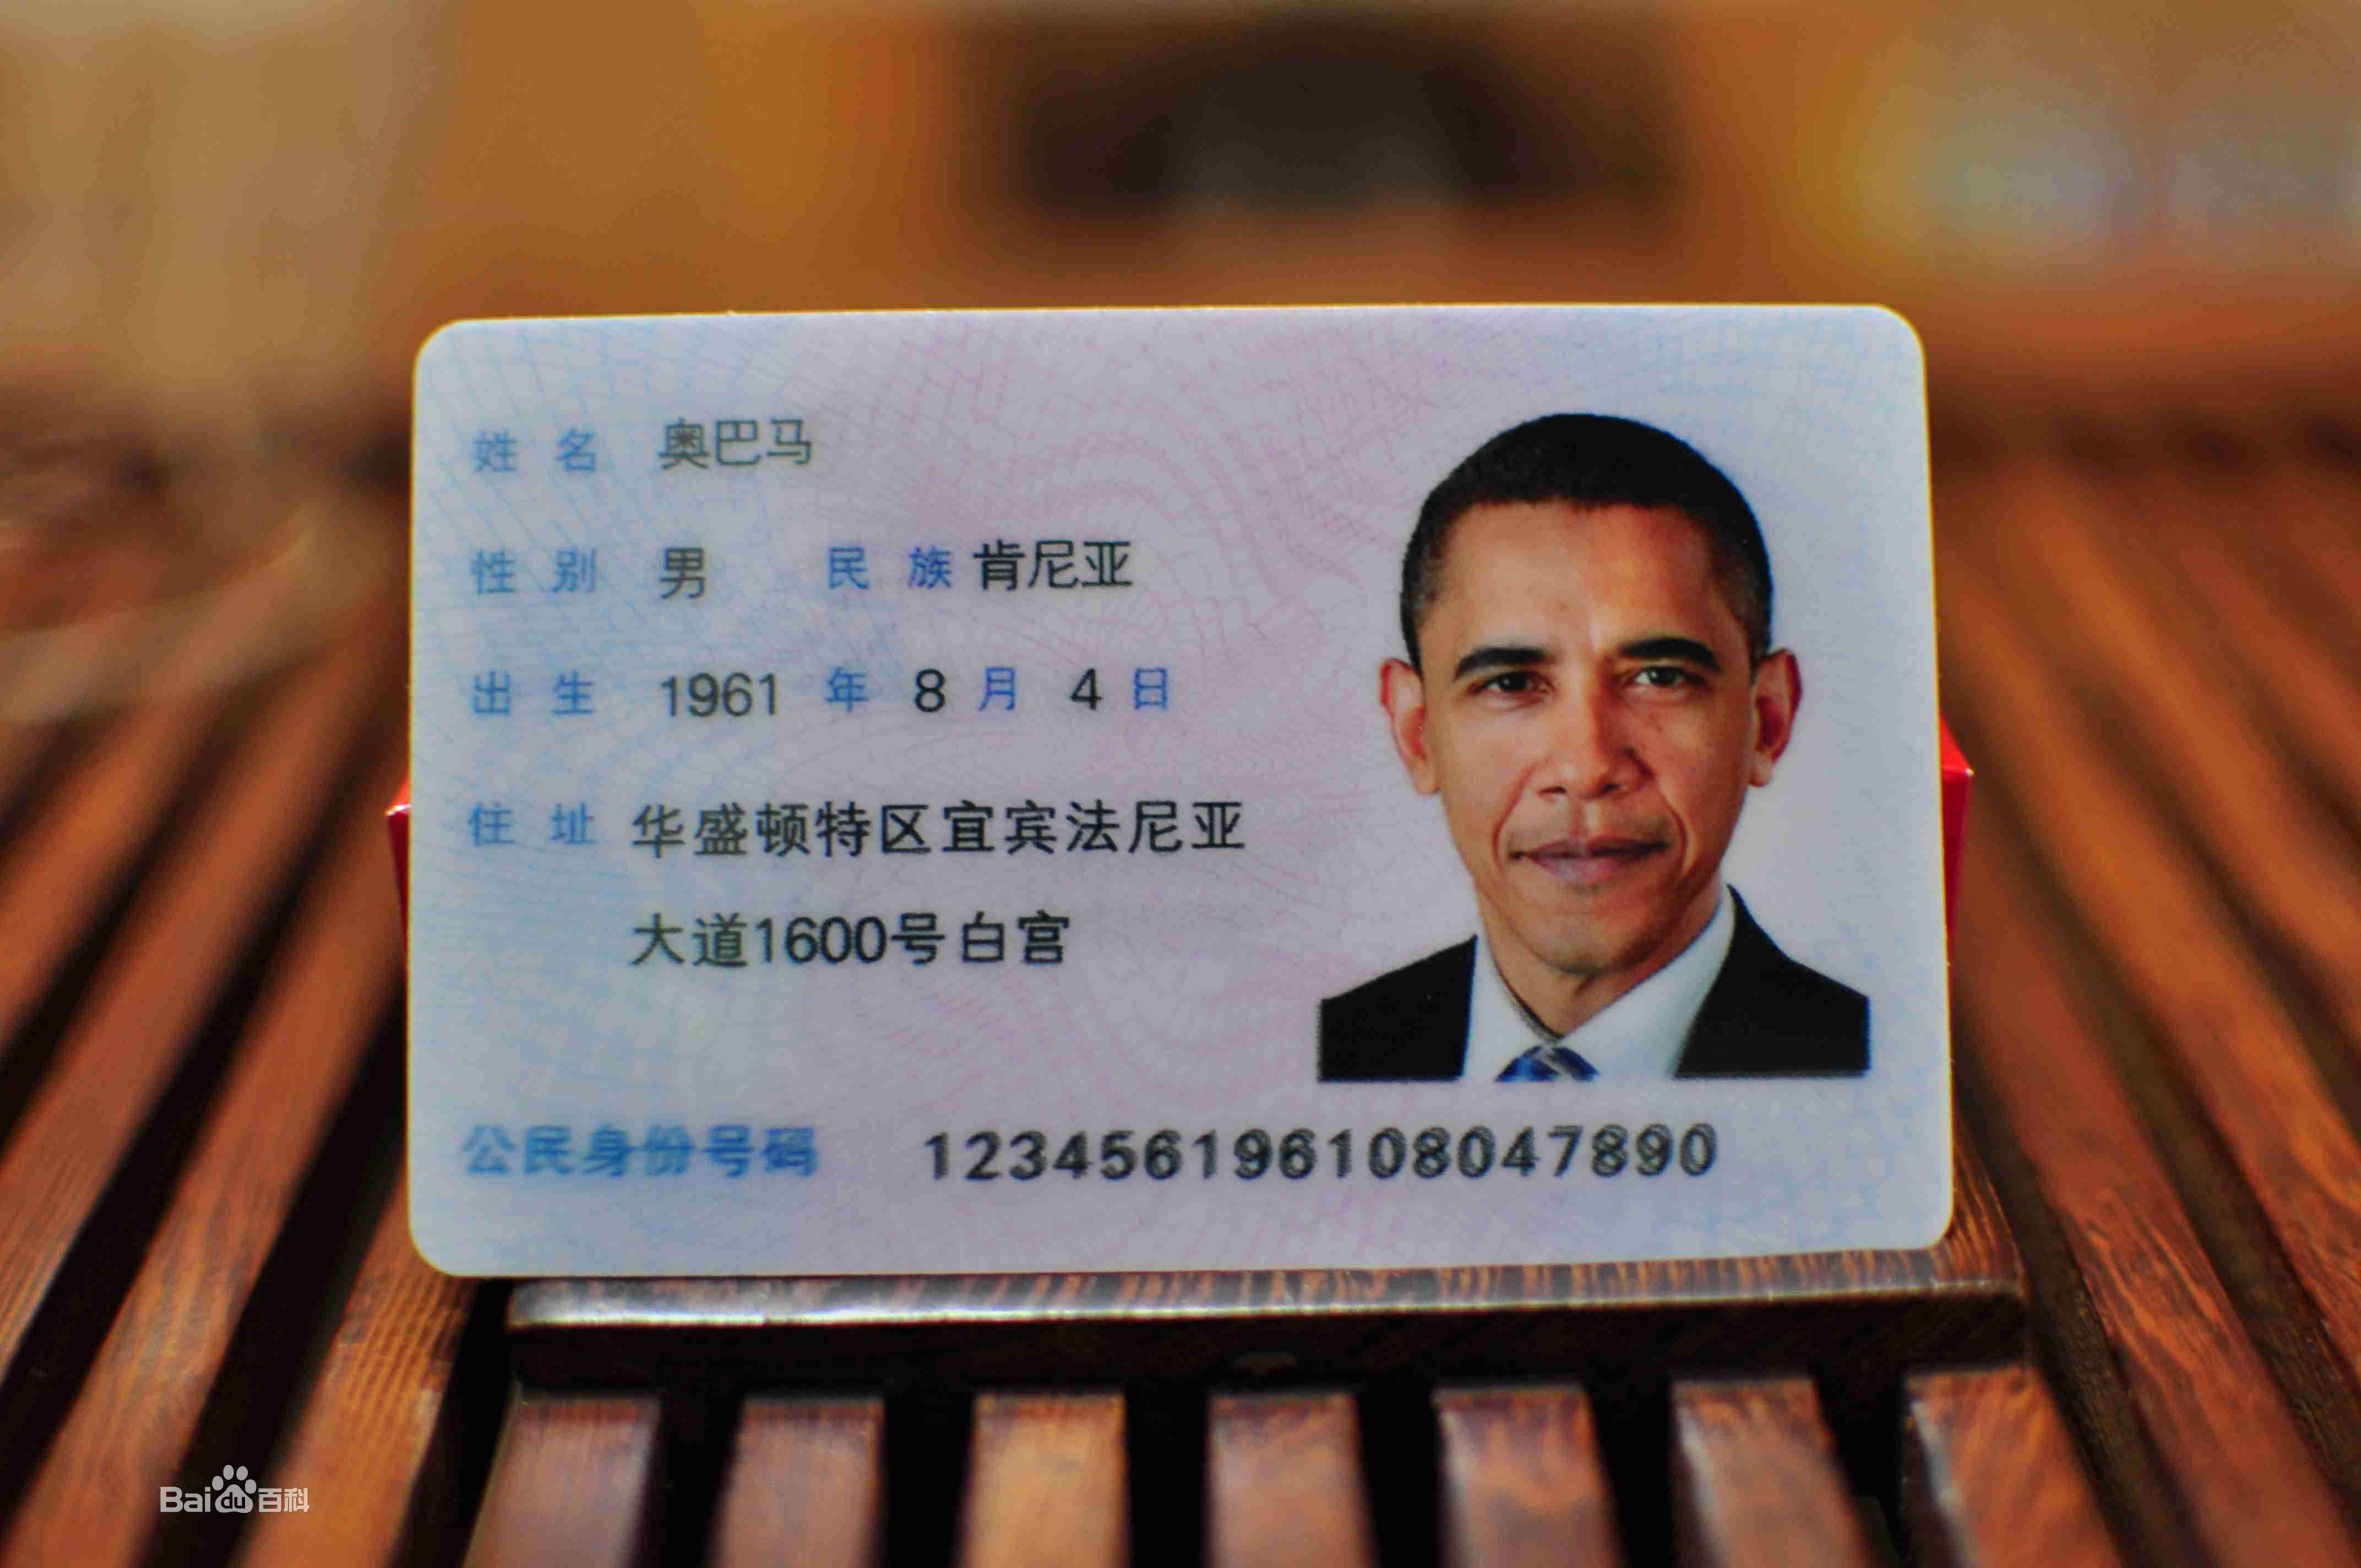 姓名 奥巴马
性别 男 民族 肯尼亚
出生 1961 年 8 月 4 日
住址 华盛顿特区宜宾法尼亚
大道1600号白宫
公民身份号码 123456196108047890
Baidu百科